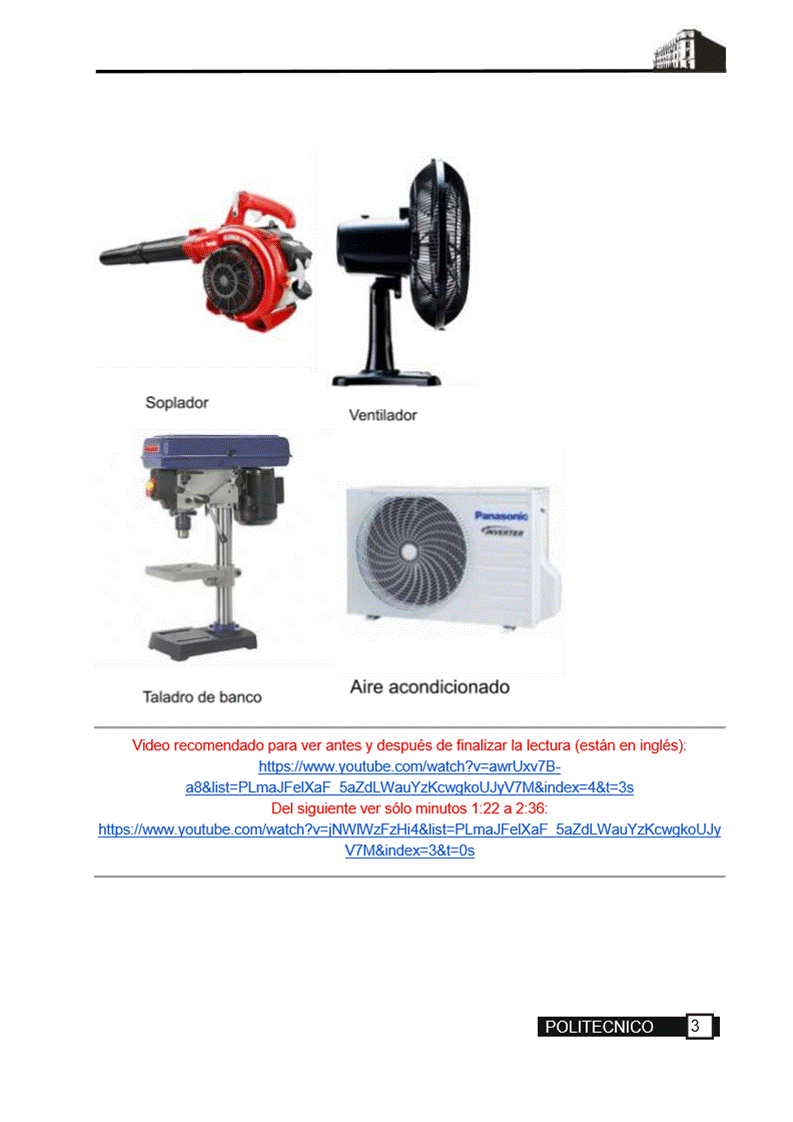 Soplador
Ventilador
Panasonic
INVERTER
Taladro de banco
Aire acondicionado
Video recomendado para ver antes y después de finalizar la lectura (están en inglés):
https://www.youtube.com/watch?v=awrUxv7B-
a8&list=PLmaJFelXaF_5aZdLWauYzKcwgkoUJyV7M&index=4&t=3s
Del siguiente ver sólo minutos 1:22 a 2:36:
https://www.youtube.com/watch?v=jNWlWzFzHi4&list=PLmaJFelXaF_5aZdLWauYzKcwgkoUJy
V7M&index=3&t=0s
POLITECNICO 3